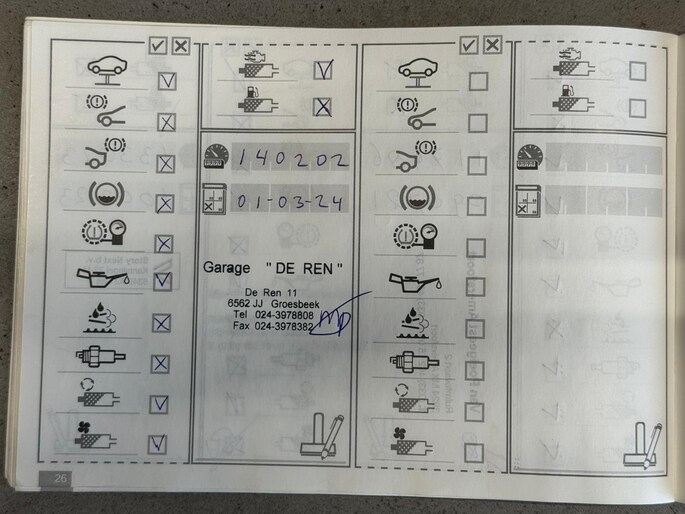 140202
01-03-24
Garage "DE REN"
De Ren 11
6562 JJ Groesbeek
Tel 024-3978808
Fax 024-3978382
26